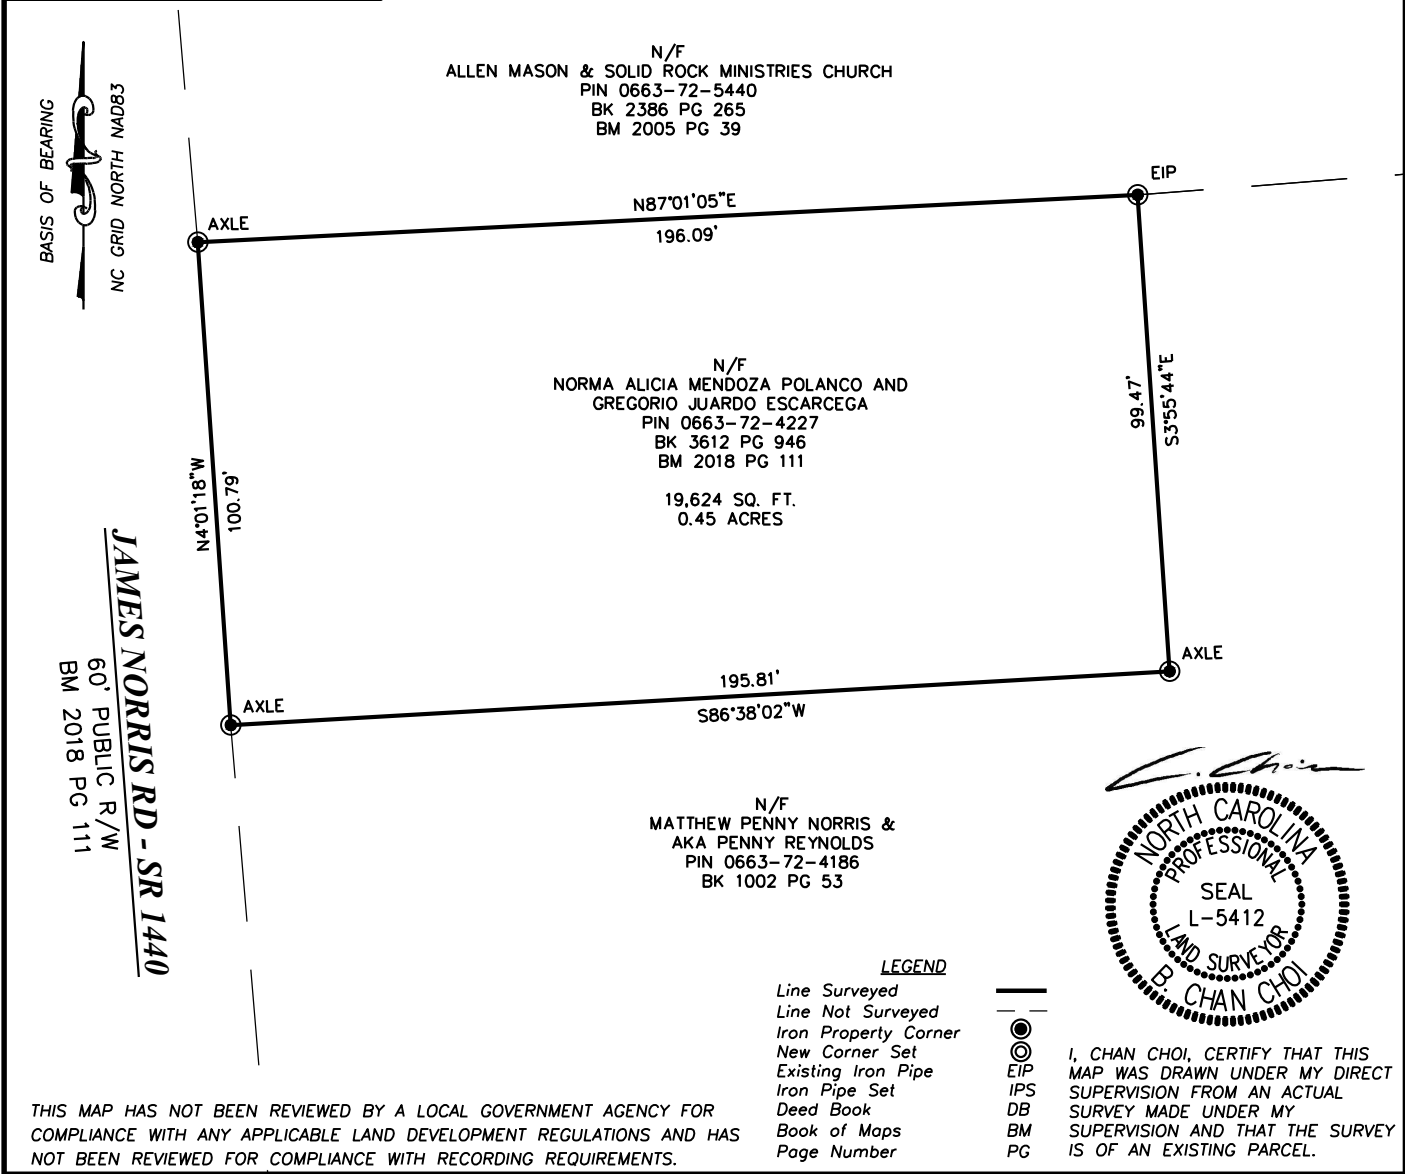 N/F
ALLEN MASON & SOLID ROCK MINISTRIES CHURCH
PIN 0663-72-5440
BK 2386 PG 265
BM 2005 PG 39
BASIS OF BEARING
NC GRID NORTH NAD83
EIP
AXLE
N87°01'05"E
196.09'
N/F
NORMA ALICIA MENDOZA POLANCO AND
GREGORIO JUARDO ESCARCEGA
PIN 0663-72-4227
BK 3612 PG 946
BM 2018 PG 111
19,624 SQ. FT.
0.45 ACRES
99.47'
S3°55'44"E
N4°01'18"W
100.79'
JAMES NORRIS RD - SR 1440
60' PUBLIC R/W
BM 2018 PG 111
AXLE
195.81'
S86°38'02"W
AXLE
N/F
MATTHEW PENNY NORRIS &
AKA PENNY REYNOLDS
PIN 0663-72-4186
BK 1002 PG 53
C. Choi
NORTH CAROLINA
PROFESSIONAL
SEAL
L-5412
LAND SURVEYOR
B. CHAN CHOI
LEGEND
Line Surveyed
Line Not Surveyed
Iron Property Corner
New Corner Set
Existing Iron Pipe EIP
Iron Pipe Set IPS
Deed Book DB
Book of Maps BM
Page Number PG
I, CHAN CHOI, CERTIFY THAT THIS
MAP WAS DRAWN UNDER MY DIRECT
SUPERVISION FROM AN ACTUAL
SURVEY MADE UNDER MY
SUPERVISION AND THAT THE SURVEY
IS OF AN EXISTING PARCEL.
THIS MAP HAS NOT BEEN REVIEWED BY A LOCAL GOVERNMENT AGENCY FOR
COMPLIANCE WITH ANY APPLICABLE LAND DEVELOPMENT REGULATIONS AND HAS
NOT BEEN REVIEWED FOR COMPLIANCE WITH RECORDING REQUIREMENTS.